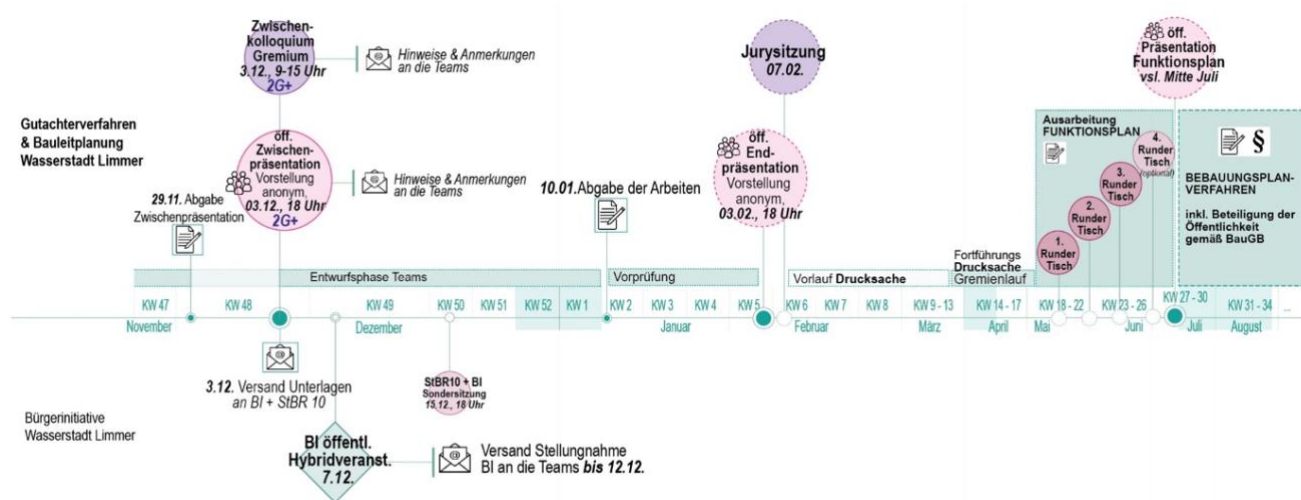 Zwischen-
kolloquium
Gremium
3.12., 9-15 Uhr
2G+
Hinweise & Anmerkungen
an die Teams
Jurysitzung
07.02.
öff.
Präsentation
Funktionsplan
vsl. Mitte Juli
Gutachterverfahren
& Bauleitplanung
Wasserstadt Limmer
29.11. Abgabe
Zwischenpräsentation
öff.
Zwischen-
präsentation
Vorstellung
anonym,
03.12., 18 Uhr
2G+
Hinweise & Anmerkungen
an die Teams
10.01.Abgabe der Arbeiten
öff.
End-
präsentation
Vorstellung
anonym,
03.02., 18 Uhr
Ausarbeitung
FUNKTIONSPLAN
1.
Runder
Tisch
2.
Runder
Tisch
3.
Runder
Tisch
4.
Runder
Tisch
(optional)
§
BEBAUUNGSPLAN-
VERFAHREN
inkl. Beteiligung der
Öffentlichkeit
gemäß BauGB
Entwurfsphase Teams
Vorprüfung
Vorlauf Drucksache
Fortführungs
Drucksache
Gremienlauf
KW 47
KW 48
KW 49
KW 50
KW 51
KW 52
KW 1
KW 2
KW 3
KW 4
KW 5
KW 6
KW 7
KW 8
KW 9 - 13
KW 14 - 17
KW 18 - 22
KW 23 - 26
KW 27 - 30
KW 31 - 34
...
November
Dezember
Januar
Februar
März
April
Mai
Juni
Juli
August
3.12. Versand Unterlagen
an BI + StBR 10
StBR10 + BI
Sondersitzung
15.12., 18 Uhr
Bürgerinitiative
Wasserstadt Limmer
BI öffentl.
Hybridveranst.
7.12.
Versand Stellungnahme
BI an die Teams bis 12.12.